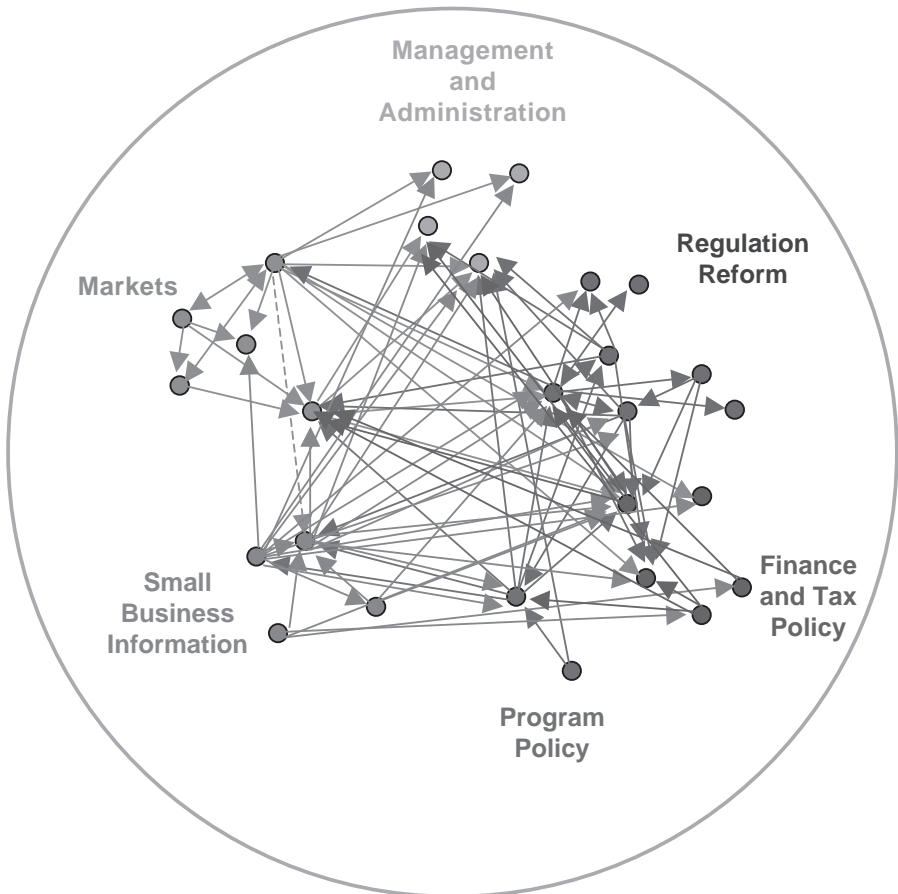 Management
and
Administration
Regulation
Reform
Markets
Small
Business
Information
Finance
and Tax
Policy
Program
Policy